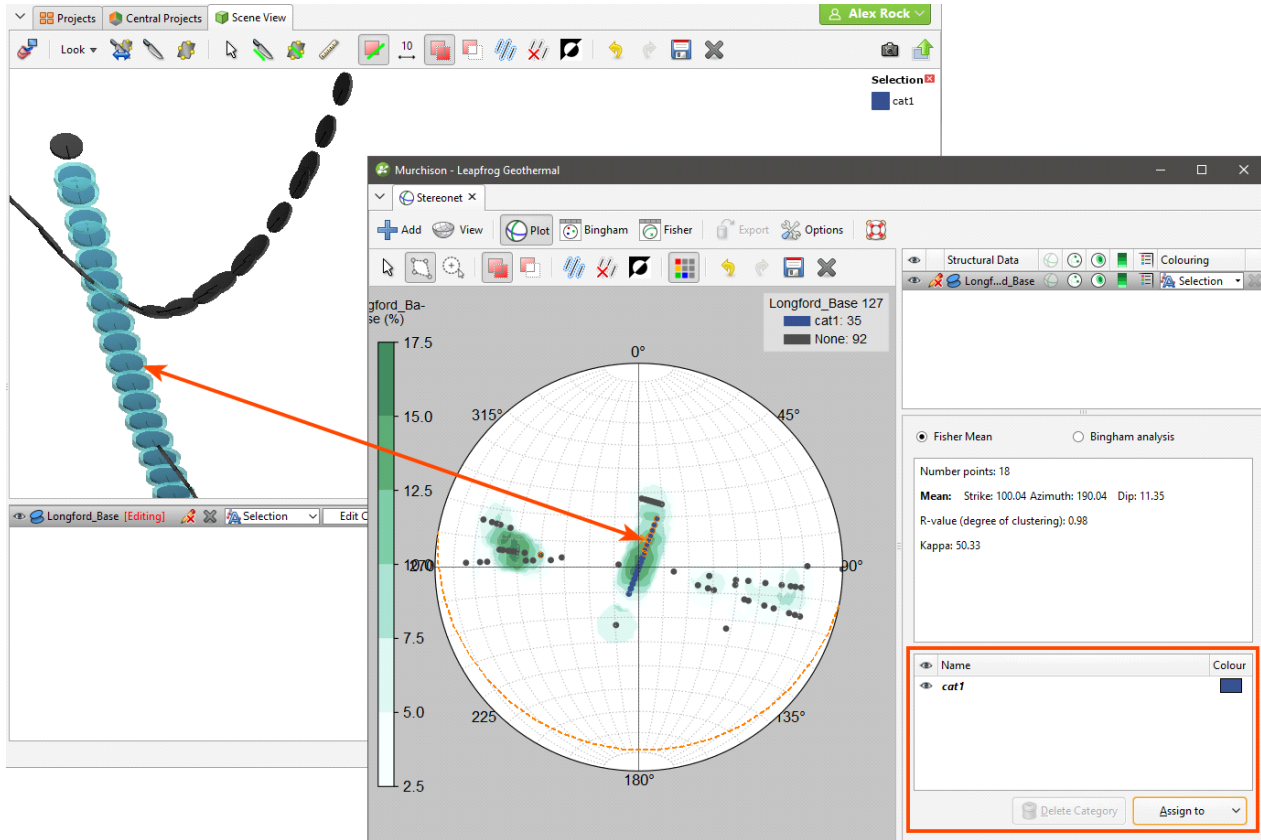 Projects Central Projects Scene View
Alex Rock
Look
10
Selection
cat1
Murchison - Leapfrog Geothermal
Stereonet
Add View Plot Bingham Fisher Export Options
Structural Data Colouring
Longf...d_Base Selection
gford_Ba-
se (%)
Longford_Base 127
cat1: 35
None: 92
17.5
15.0
12.5
10.0
7.5
5.0
2.5
0°
45°
90°
135°
180°
225°
270°
315°
Fisher Mean Bingham analysis
Number points: 18
Mean: Strike: 100.04 Azimuth: 190.04 Dip: 11.35
R-value (degree of clustering): 0.98
Kappa: 50.33
Longford_Base [Editing] Selection Edit C
Name Colour
cat1
Delete Category Assign to